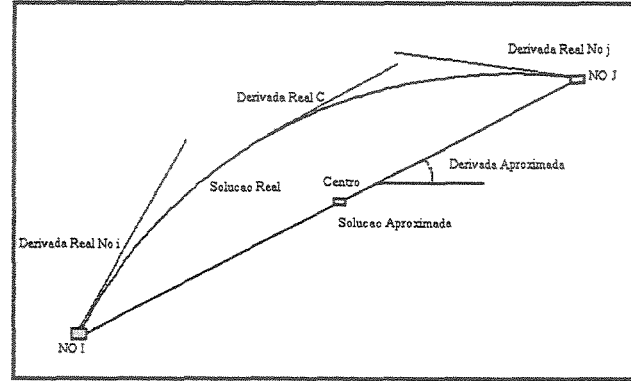 Derivada Real No j
NO J
Derivada Real C
Derivada Aproximada
Centro
Solucao Real
Solucao Aproximada
Derivada Real No i
NO I